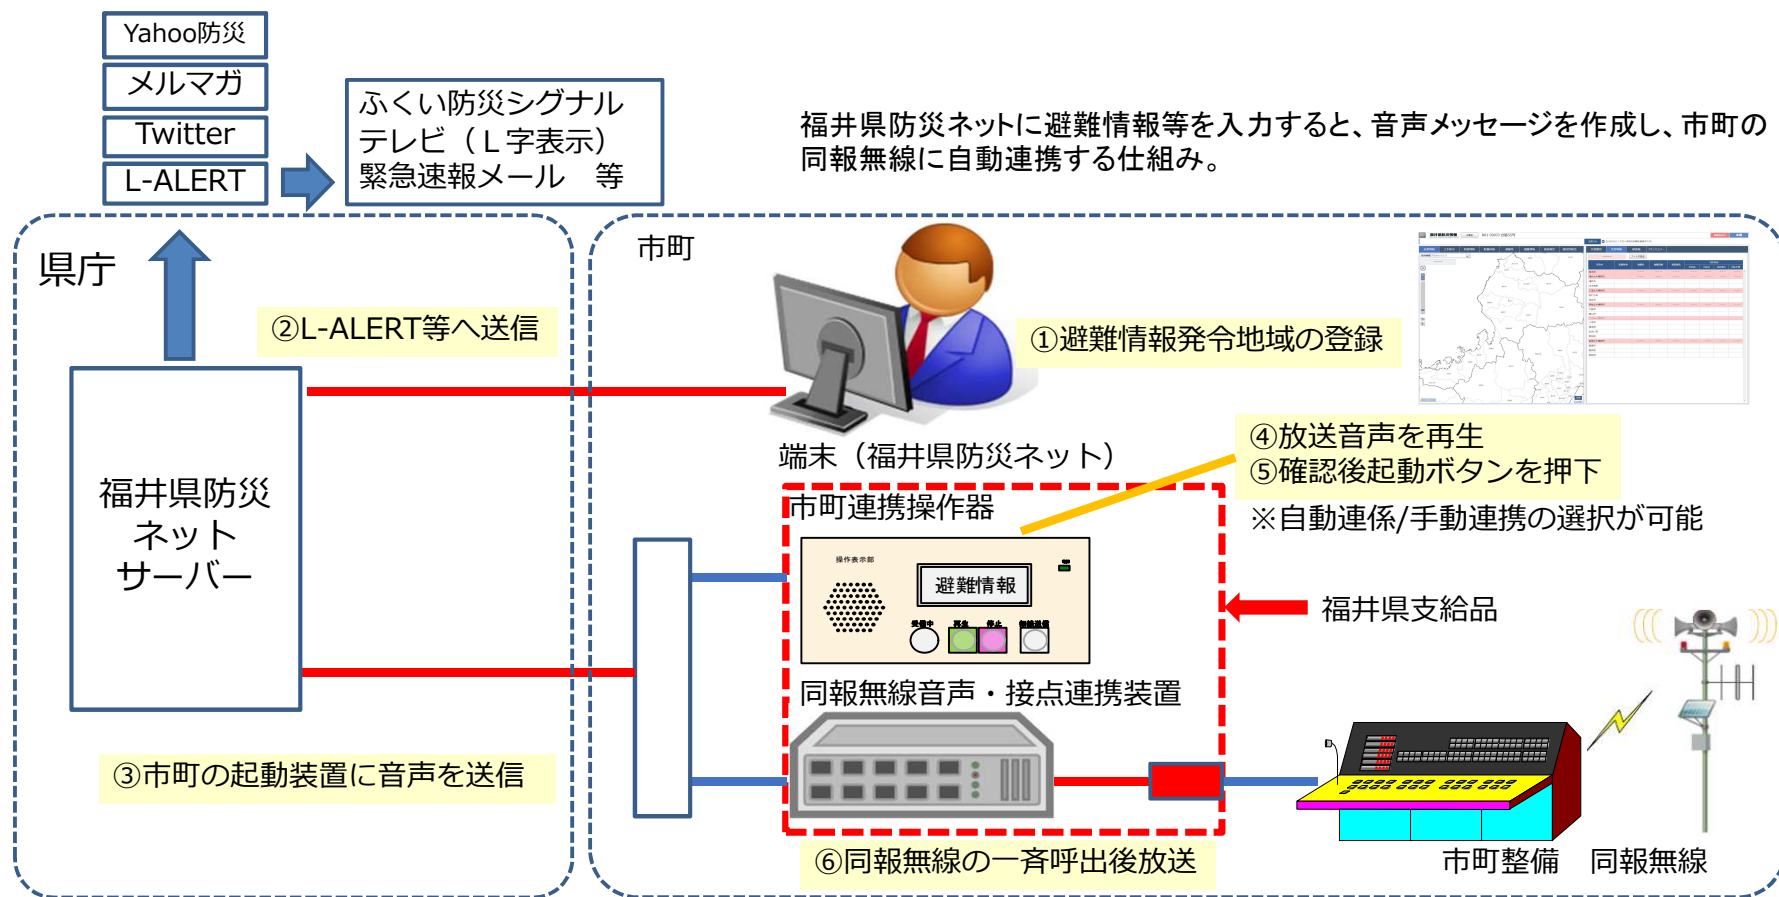 Yahoo防災
メルマガ
Twitter
L-ALERT
ふくい防災シグナル
テレビ（Ｌ字表示）
緊急速報メール　等
福井県防災ネットに避難情報等を入力すると、音声メッセージを作成し、市町の
同報無線に自動連携する仕組み。
県庁
市町
②L-ALERT等へ送信
①避難情報発令地域の登録
端末（福井県防災ネット）
④放送音声を再生
⑤確認後起動ボタンを押下
※自動連係/手動連携の選択が可能
福井県防災
ネット
サーバー
市町連携操作器
操作表示部
避難情報
受備中
再生
停止
福井県支給品
同報無線音声・接点連携装置
③市町の起動装置に音声を送信
⑥同報無線の一斉呼出後放送
市町整備　同報無線